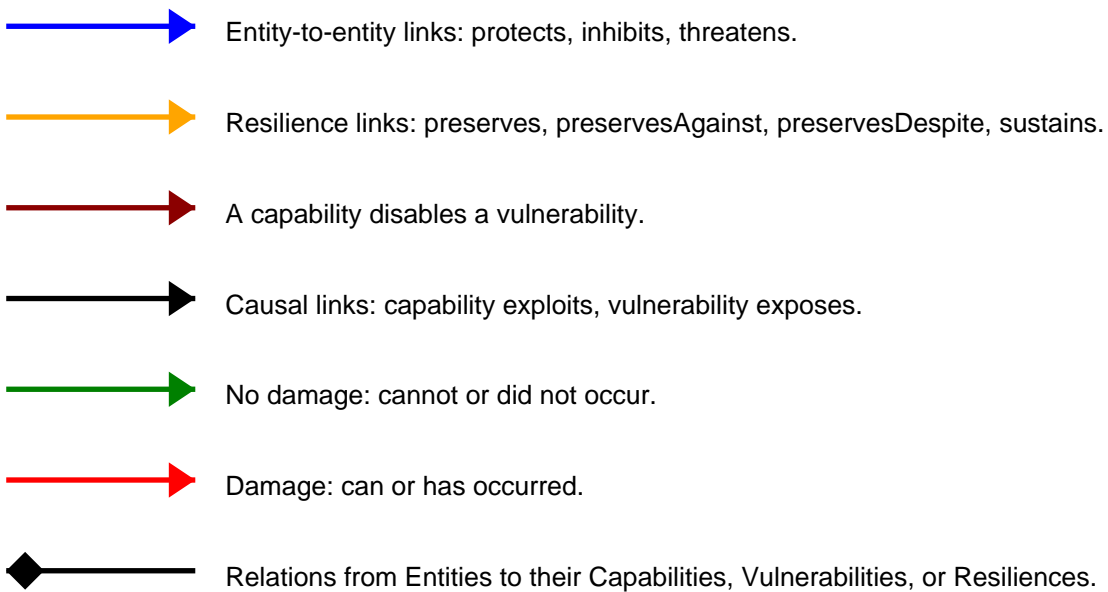 Entity-to-entity links: protects, inhibits, threatens.
Resilience links: preserves, preservesAgainst, preservesDespite, sustains.
A capability disables a vulnerability.
Causal links: capability exploits, vulnerability exposes.
No damage: cannot or did not occur.
Damage: can or has occurred.
Relations from Entities to their Capabilities, Vulnerabilities, or Resiliences.